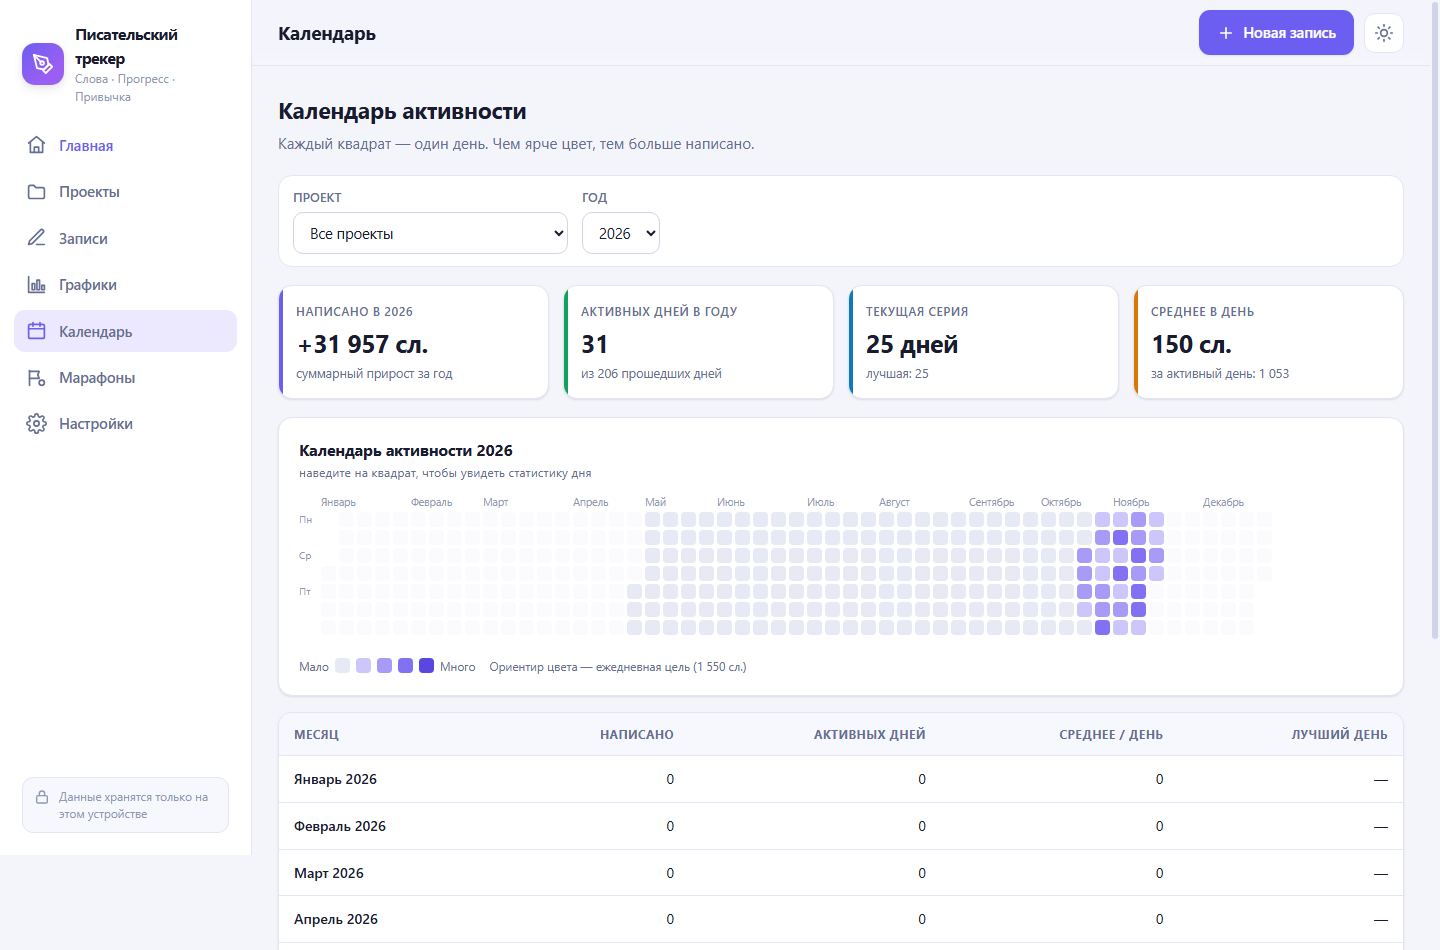 Писательский
трекер
Слова · Прогресс ·
Привычка
Главная
Проекты
Записи
Графики
Календарь
Марафоны
Настройки
Данные хранятся только на
этом устройстве
Календарь
Новая запись
Календарь активности
Каждый квадрат — один день. Чем ярче цвет, тем больше написано.
ПРОЕКТ
ГОД
Все проекты
2026
НАПИСАНО В 2026
+31 957 сл.
суммарный прирост за год
АКТИВНЫХ ДНЕЙ В ГОДУ
31
из 206 прошедших дней
ТЕКУЩАЯ СЕРИЯ
25 дней
лучшая: 25
СРЕДНЕЕ В ДЕНЬ
150 сл.
за активный день: 1 053
Календарь активности 2026
наведите на квадрат, чтобы увидеть статистику дня
Январь Февраль Март Апрель Май Июнь Июль Август Сентябрь Октябрь Ноябрь Декабрь
Пн
Ср
Пт
Мало Много Ориентир цвета — ежедневная цель (1 550 сл.)
МЕСЯЦ НАПИСАНО АКТИВНЫХ ДНЕЙ СРЕДНЕЕ / ДЕНЬ ЛУЧШИЙ ДЕНЬ
Январь 2026 0 0 0 —
Февраль 2026 0 0 0 —
Март 2026 0 0 0 —
Апрель 2026 0 0 0 —